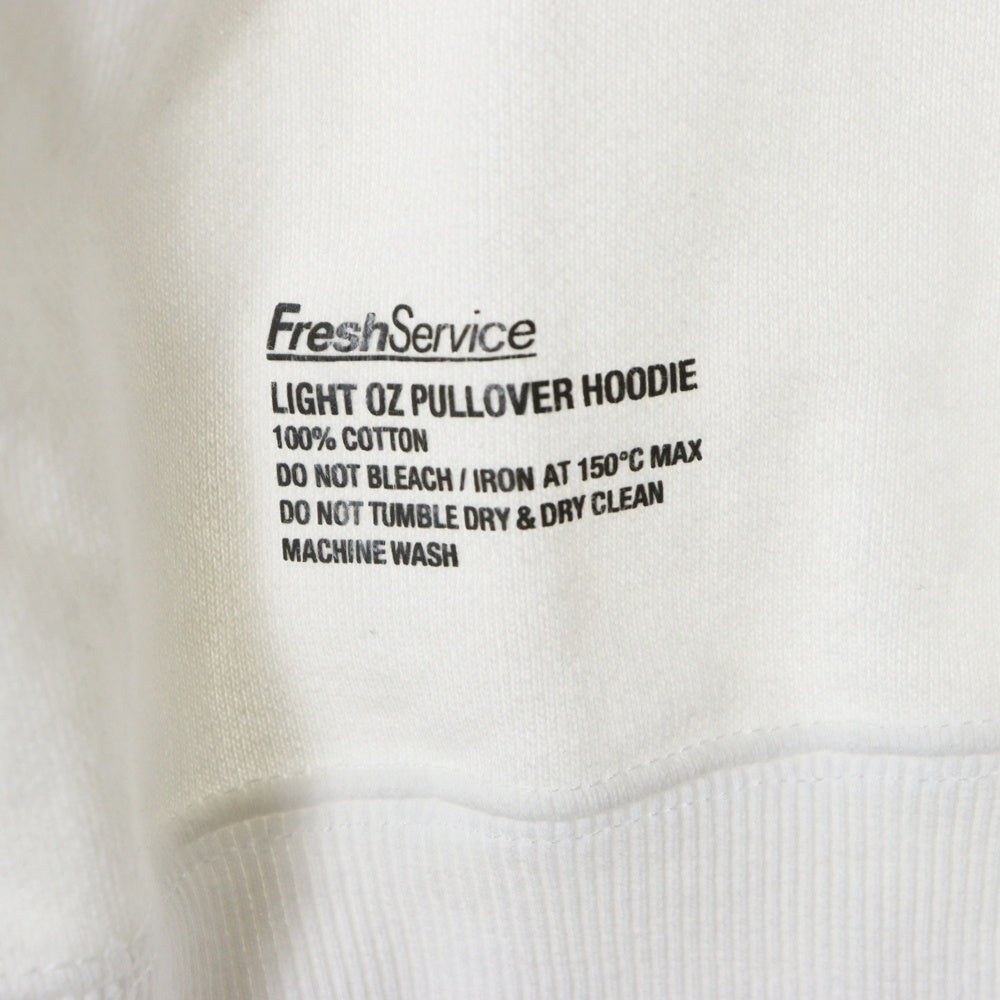 FreshService
LIGHT OZ PULLOVER HOODIE
100% COTTON
DO NOT BLEACH / IRON AT 150°C MAX
DO NOT TUMBLE DRY & DRY CLEAN
MACHINE WASH